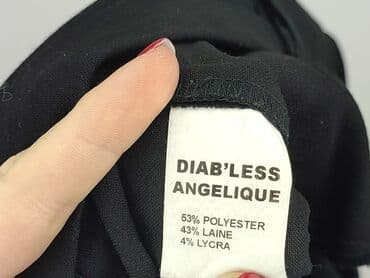 DIAB'LESS
ANGELIQUE
53% POLYESTER
43% LAINE
4% LYCRA